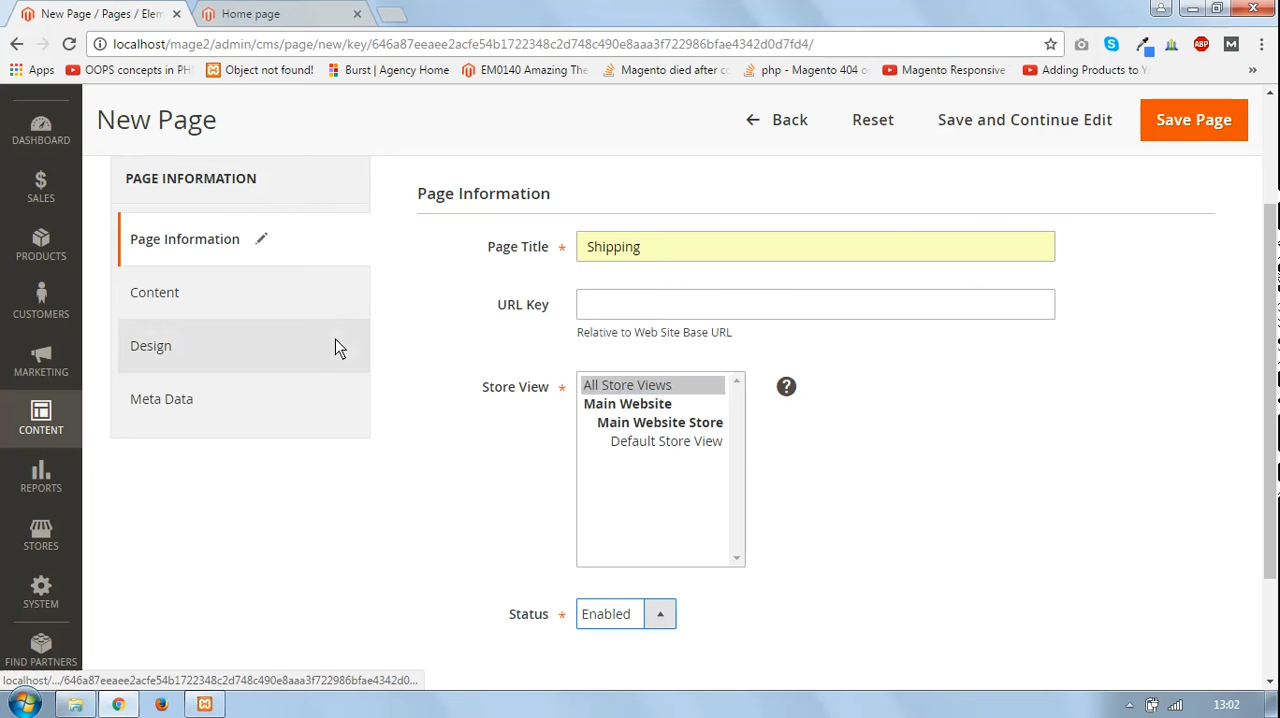 New Page / Pages / Elem
Home page
localhost/mage2/admin/cms/page/new/key/646a87eeaee2acfe54b1722348c2d748c490e8aaa3f722986bfae4342d0d7fd4/
Apps
OOPS concepts in PH
Object not found!
Burst | Agency Home
EM0140 Amazing The
Magento died after co
php - Magento 404 o
Magento Responsive
Adding Products to Y
New Page
Back
Reset
Save and Continue Edit
Save Page
DASHBOARD
SALES
PRODUCTS
CUSTOMERS
MARKETING
CONTENT
REPORTS
STORES
SYSTEM
FIND PARTNERS
PAGE INFORMATION
Page Information
Content
Design
Meta Data
Page Information
Page Title *
Shipping
URL Key
Relative to Web Site Base URL
Store View *
All Store Views
Main Website
Main Website Store
Default Store View
?
Status *
Enabled
localhost/.../646a87eeaee2acfe54b1722348c2d748c490e8aaa3f722986bfae4342d0...
13:02